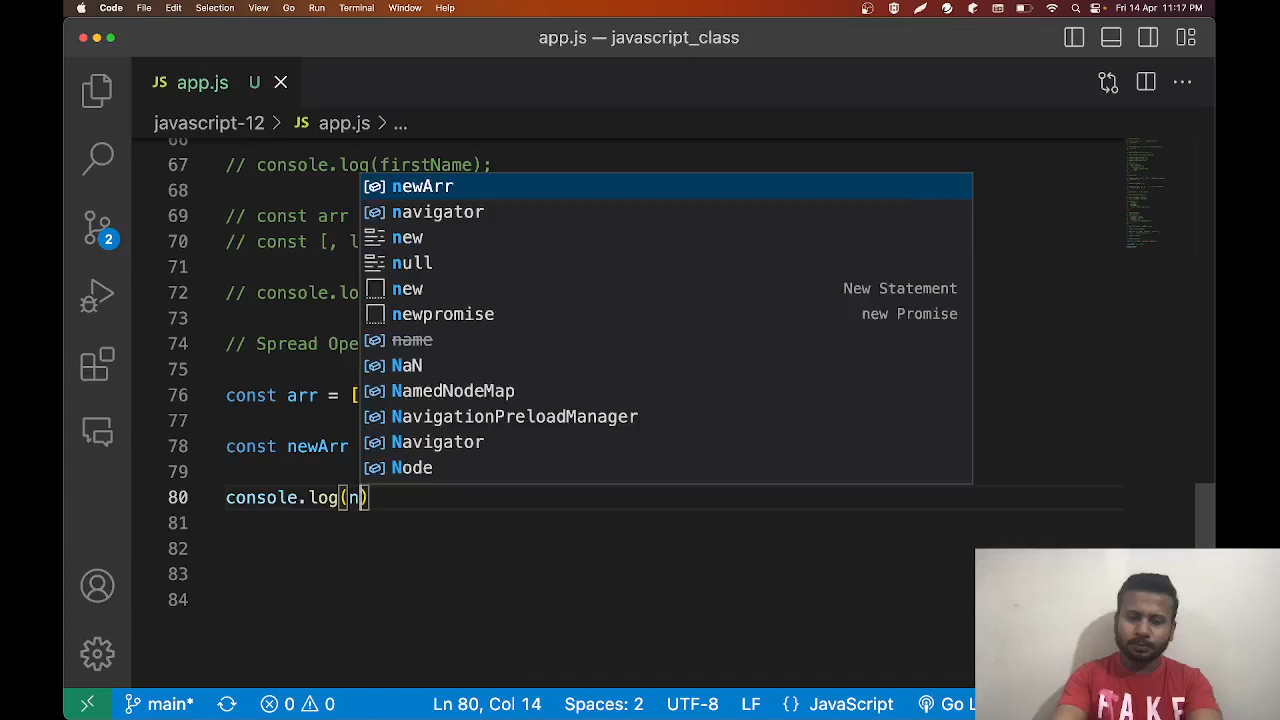 Code File Edit Selection View Go Run Terminal Window Help Fri 14 Apr 11:17 PM
app.js — javascript_class
JS app.js U
javascript-12 > JS app.js > ...
66
67 // console.log(firstName);
68
69 // const arr
70 // const [, l
71
72 // console.lo
73
74 // Spread Ope
75
76 const arr = [
77
78 const newArr
79
80 console.log(n)
81
82
83
84
newArr
navigator
new
null
new New Statement
newpromise new Promise
name
NaN
NamedNodeMap
NavigationPreloadManager
Navigator
Node
2
main* 0 0 Ln 80, Col 14 Spaces: 2 UTF-8 LF {} JavaScript Go L